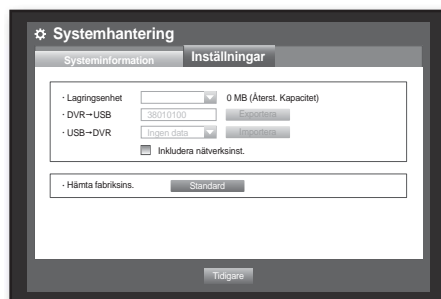 Systemhantering
Systeminformation Inställningar
· Lagringsenhet 0 MB (Återst. Kapacitet)
· DVR→USB 38010100 Exportera
· USB→DVR Ingen data Importera
Inkludera nätverksinst.
· Hämta fabriksins. Standard
Tidigare